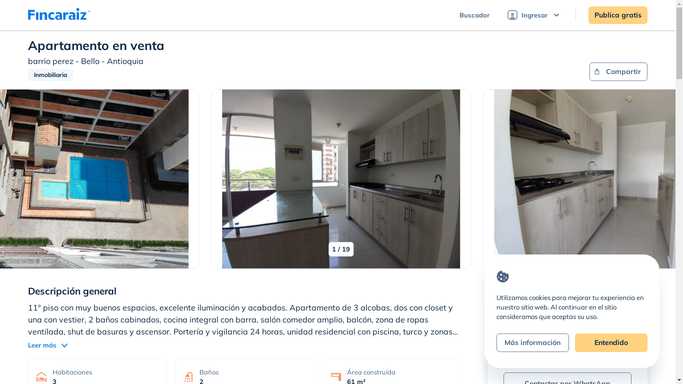 Fincaraiz
Buscador
Ingresar
Publica gratis
Apartamento en venta
barrio perez - Bello - Antioquia
Inmobiliaria
Compartir
1 / 19
Descripción general
11° piso con muy buenos espacios, excelente iluminación y acabados. Apartamento de 3 alcobas, dos con closet y
una con vestier, 2 baños cabinados, cocina integral con barra, salón comedor amplio, balcón, zona de ropas
ventilada, shut de basuras y ascensor. Portería y vigilancia 24 horas, unidad residencial con piscina, turco y zonas...
Leer más
Habitaciones
3
Baños
2
Área construida
61 m²
Utilizamos cookies para mejorar tu experiencia en
nuestro sitio web. Al continuar en el sitio
consideramos que aceptas su uso.
Más información
Entendido
Contactar por WhatsApp